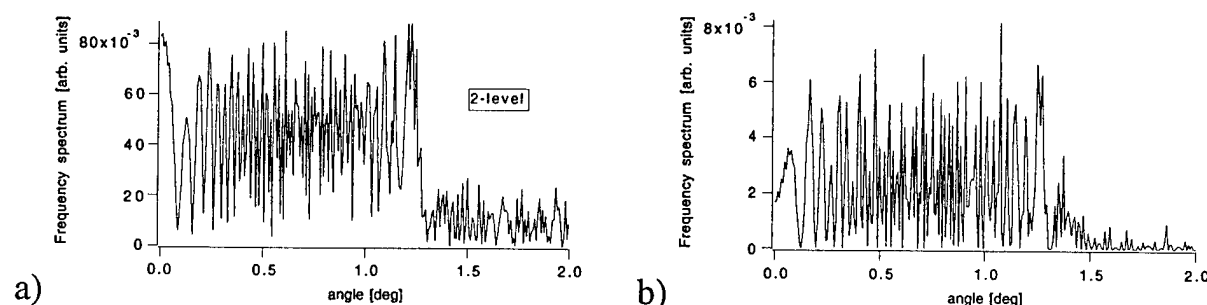 Frequency spectrum [arb. units]
80x10-3
60
40
20
0
0.0 0.5 1.0 1.5 2.0
angle [deg]
2-level
a)
Frequency spectrum [arb. units]
8x10-3
6
4
2
0
0.0 0.5 1.0 1.5 2.0
angle [deg]
b)